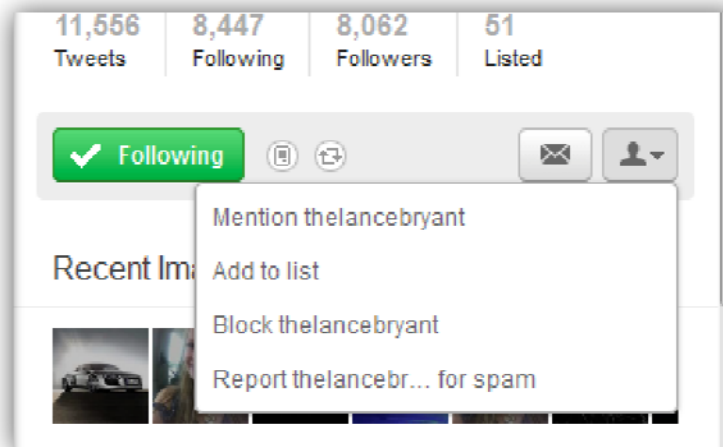 11,556 8,447 8,062 51
Tweets Following Followers Listed
Following
Mention thelancebryant
Recent Ima
Add to list
Block thelancebryant
Report thelancebr... for spam